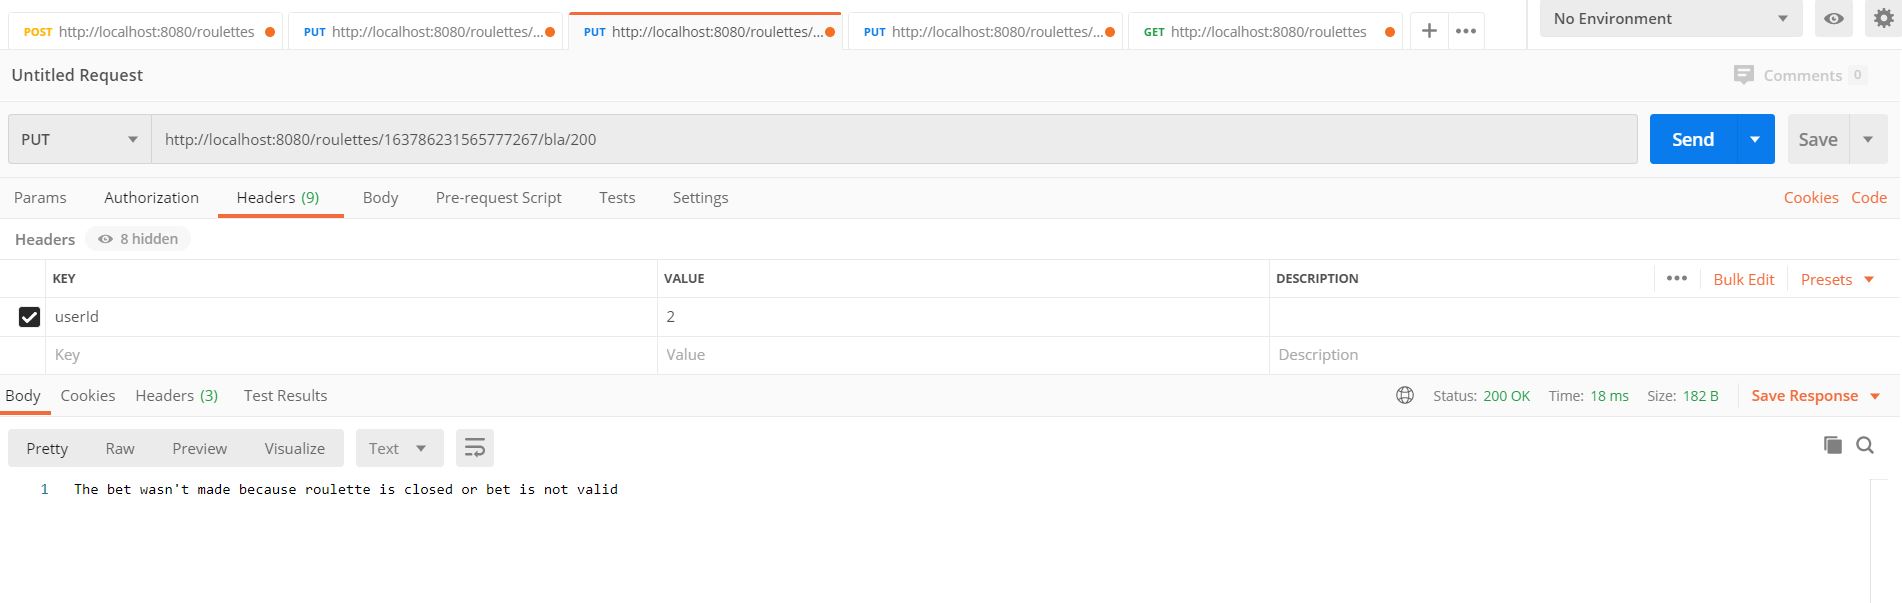 POST http://localhost:8080/roulettes PUT http://localhost:8080/roulettes/... PUT http://localhost:8080/roulettes/... PUT http://localhost:8080/roulettes/... GET http://localhost:8080/roulettes No Environment
Untitled Request Comments 0
PUT http://localhost:8080/roulettes/163786231565777267/bla/200 Send Save
Params Authorization Headers (9) Body Pre-request Script Tests Settings Cookies Code
Headers 8 hidden
KEY VALUE DESCRIPTION Bulk Edit Presets
userId 2
Key Value Description
Body Cookies Headers (3) Test Results Status: 200 OK Time: 18 ms Size: 182 B Save Response
Pretty Raw Preview Visualize Text
1 The bet wasn't made because roulette is closed or bet is not valid